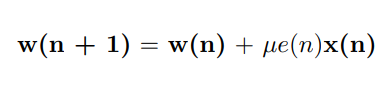 w(n + 1) = w(n) + μe(n)x(n)